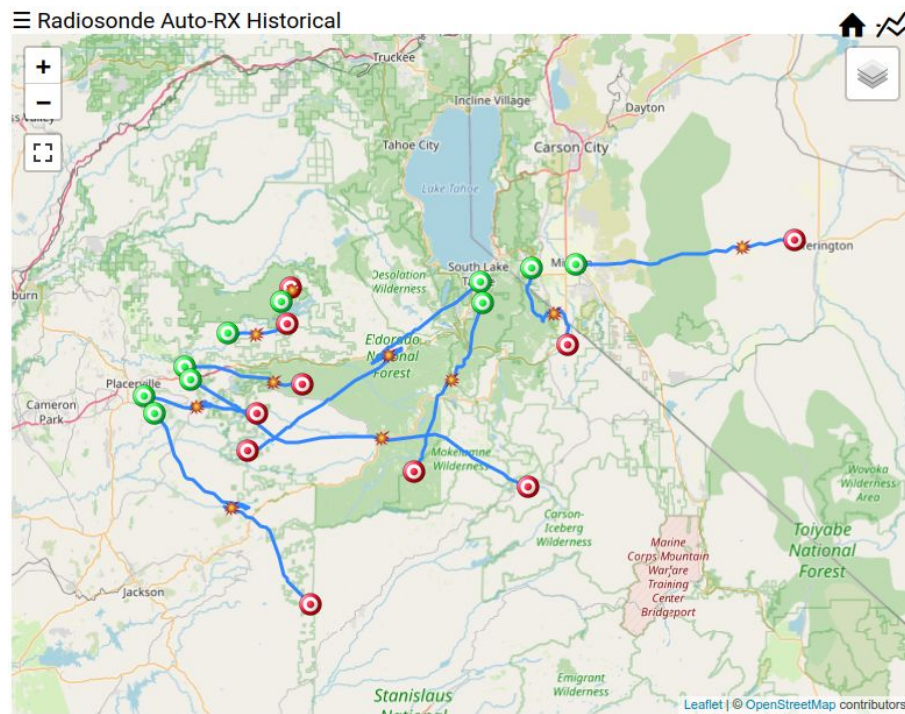 ☰ Radiosonde Auto-RX Historical
+
−
Truckee
Incline Village
Dayton
Carson City
Tahoe City
Lake Tahoe
Desolation
Wilderness
South Lake
Eldorado
National
Forest
Placerville
Cameron
Park
Mokelumne
Wilderness
Carson-
Iceberg
Wilderness
Wovoka
Wilderness
Area
Toiyabe
National
Forest
Marine
Corps Mountain
Warfare
Training
Center
Bridgeport
Jackson
Emigrant
Wilderness
Stanislaus
National
Leaflet | © OpenStreetMap contributors